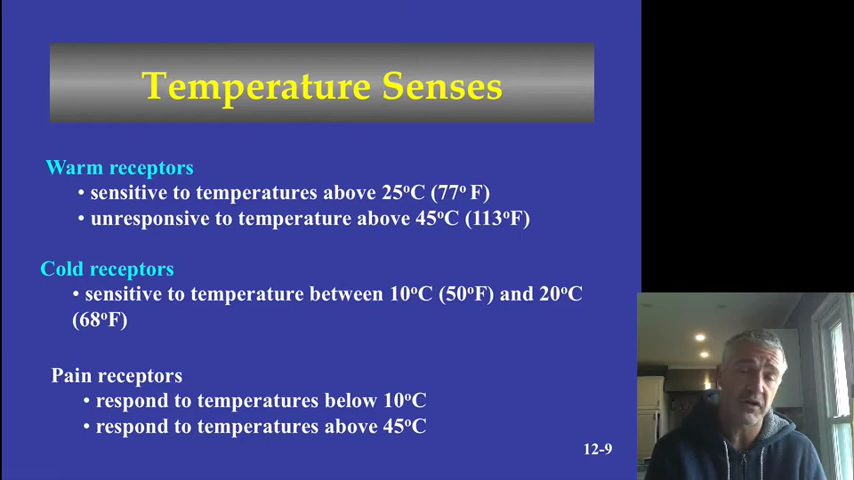 Temperature Senses
Warm receptors
• sensitive to temperatures above 25ºC (77º F)
• unresponsive to temperature above 45ºC (113ºF)
Cold receptors
• sensitive to temperature between 10ºC (50ºF) and 20ºC
(68ºF)
Pain receptors
• respond to temperatures below 10ºC
• respond to temperatures above 45ºC
12-9